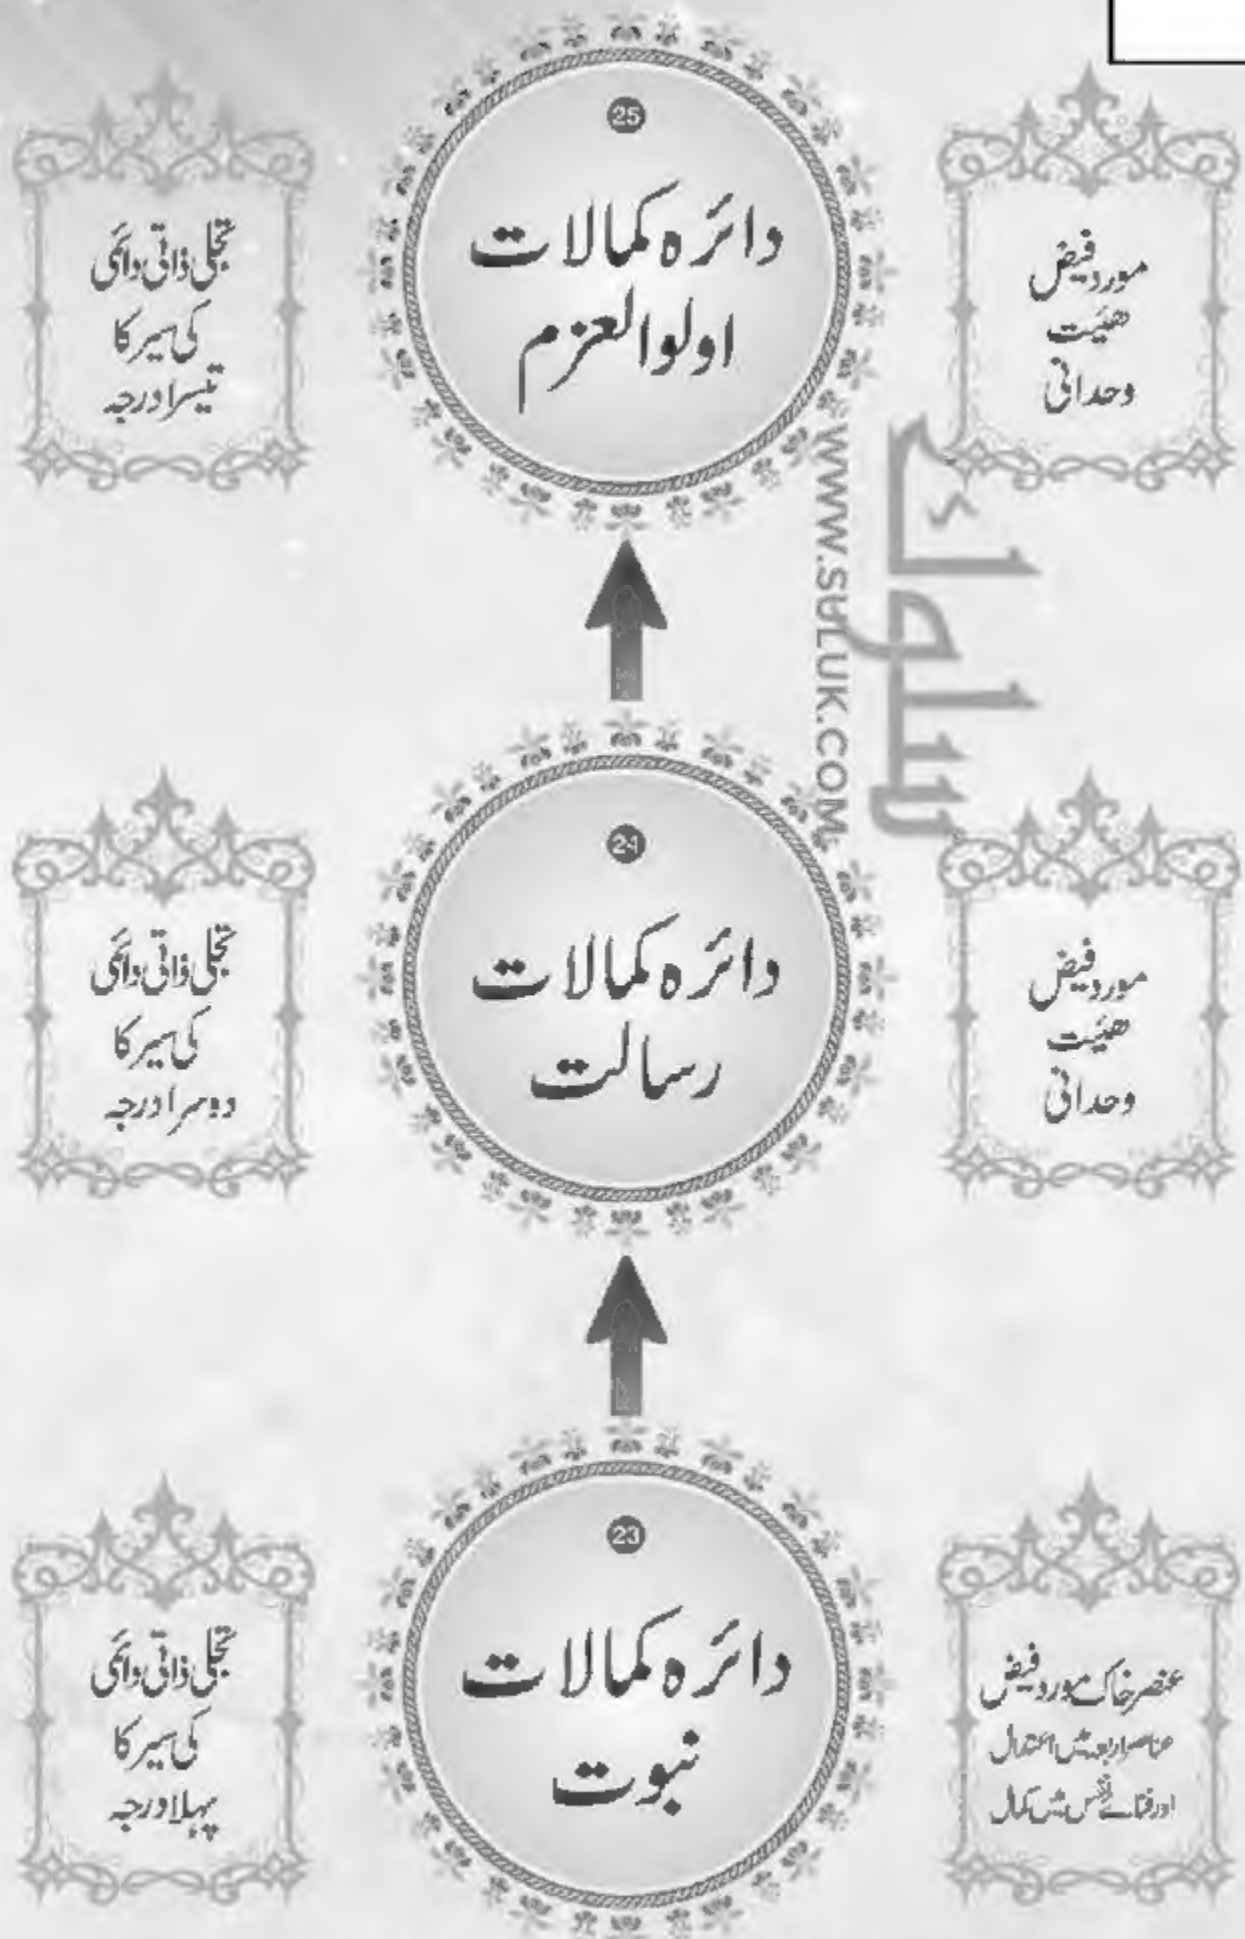 25
دائرہ کمالات
اولوالعزم
مورد فیض
ھیئت
وحدانی
تجلی ذاتی دائمی
کی سیر کا
تیسرا درجہ
سلوك
WWW.SULUK.COM
24
دائرہ کمالات
رسالت
مورد فیض
ھیئت
وحدانی
تجلی ذاتی دائمی
کی سیر کا
دوسرا درجہ
23
دائرہ کمالات
نبوت
عنصر خاک مورد فیض
عناصر اربعہ میں اعتدال
اور فنائے نفس میں کمال
تجلی ذاتی دائمی
کی سیر کا
پہلا درجہ